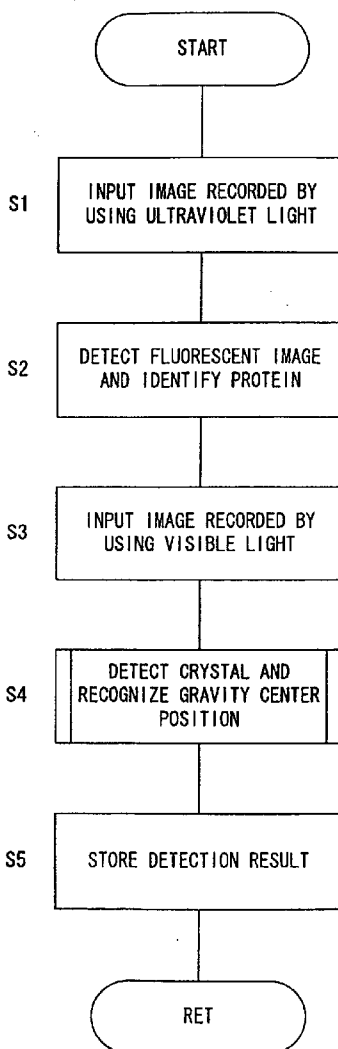 START
S1
INPUT IMAGE RECORDED BY
USING ULTRAVIOLET LIGHT
S2
DETECT FLUORESCENT IMAGE
AND IDENTIFY PROTEIN
S3
INPUT IMAGE RECORDED BY
USING VISIBLE LIGHT
S4
DETECT CRYSTAL AND
RECOGNIZE GRAVITY CENTER
POSITION
S5
STORE DETECTION RESULT
RET